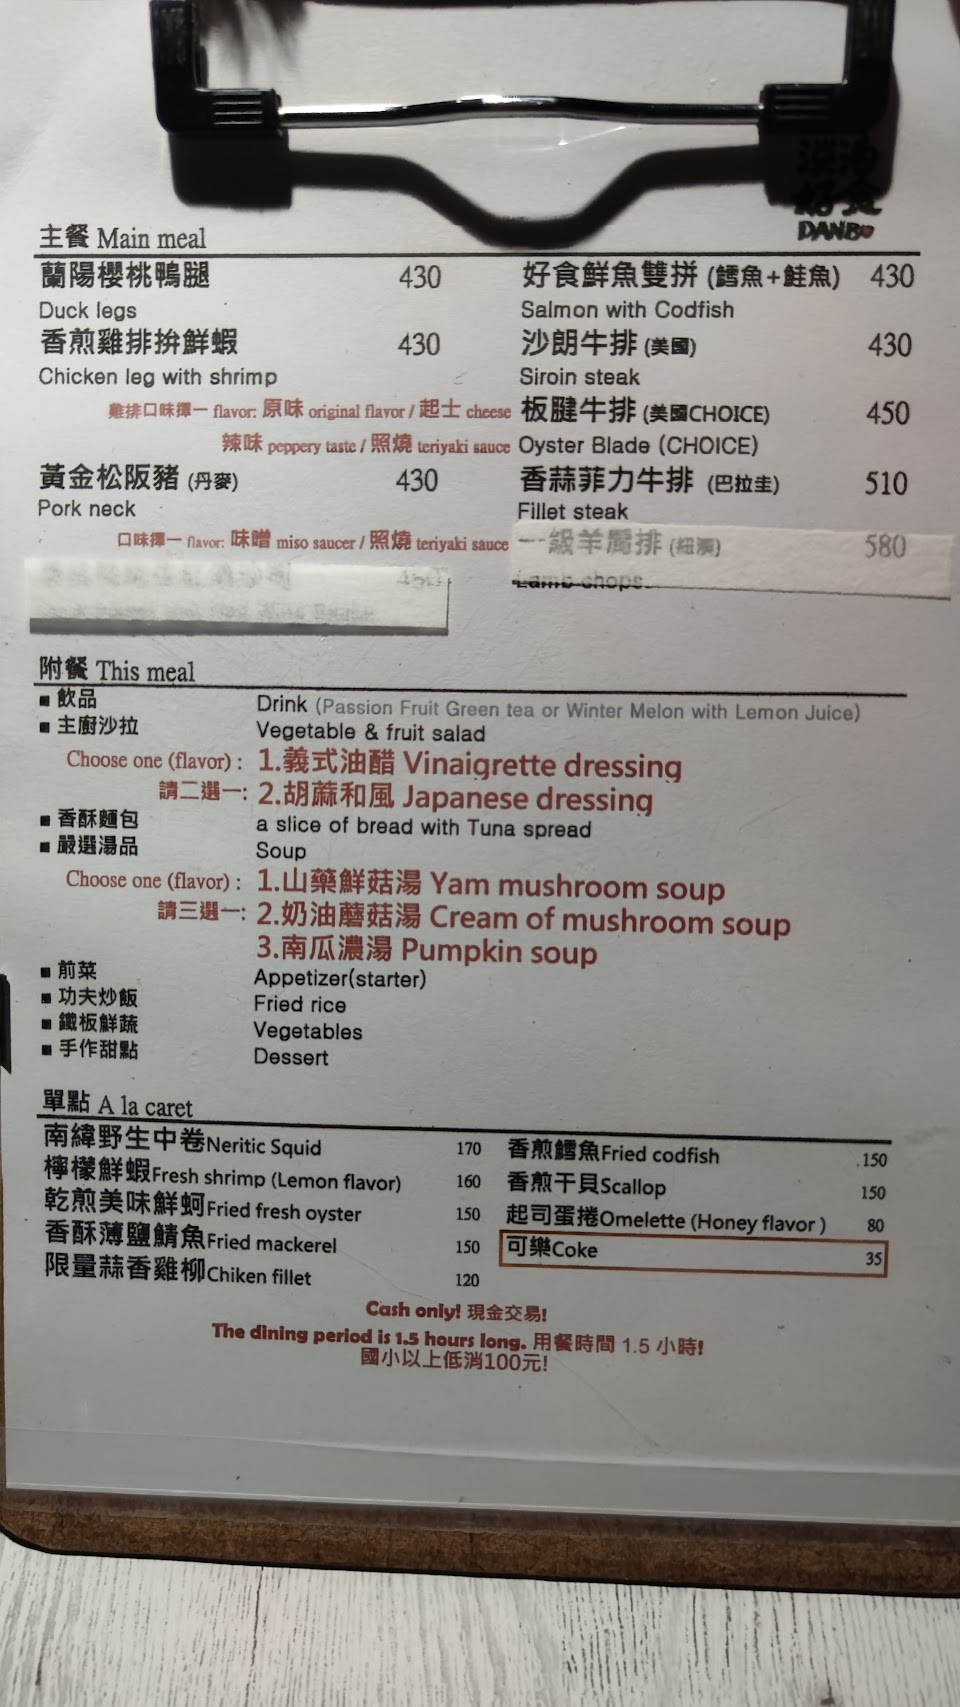 好食
DANBO
主餐 Main meal
蘭陽櫻桃鴨腿 430
Duck legs
香煎雞排拚鮮蝦 430
Chicken leg with shrimp
雞排口味擇一 flavor: 原味 original flavor / 起士 cheese
辣味 peppery taste / 照燒 teriyaki sauce
黃金松阪豬 (丹麥) 430
Pork neck
口味擇一 flavor: 味噌 miso saucer / 照燒 teriyaki sauce
好食鮮魚雙拼 (鱈魚+鮭魚) 430
Salmon with Codfish
沙朗牛排 (美國) 430
Siroin steak
板腱牛排 (美國CHOICE) 450
Oyster Blade (CHOICE)
香蒜菲力牛排 (巴拉圭) 510
Fillet steak
一級羊膚排 (紐澳) 580
Lamb chops
附餐 This meal
■ 飲品 Drink (Passion Fruit Green tea or Winter Melon with Lemon Juice)
■ 主廚沙拉 Vegetable & fruit salad
Choose one (flavor) : 1.義式油醋 Vinaigrette dressing
請二選一: 2.胡蔴和風 Japanese dressing
■ 香酥麵包 a slice of bread with Tuna spread
■ 嚴選湯品 Soup
Choose one (flavor) : 1.山藥鮮菇湯 Yam mushroom soup
請三選一: 2.奶油蘑菇湯 Cream of mushroom soup
3.南瓜濃湯 Pumpkin soup
■ 前菜 Appetizer(starter)
■ 功夫炒飯 Fried rice
■ 鐵板鮮蔬 Vegetables
■ 手作甜點 Dessert
單點 A la caret
南緯野生中卷Neritic Squid 170
檸檬鮮蝦Fresh shrimp (Lemon flavor) 160
乾煎美味鮮蚵Fried fresh oyster 150
香酥薄鹽鯖魚Fried mackerel 150
限量蒜香雞柳Chiken fillet 120
香煎鱈魚Fried codfish 150
香煎干貝Scallop 150
起司蛋捲Omelette (Honey flavor ) 80
可樂Coke 35
Cash only! 現金交易!
The dining period is 1.5 hours long. 用餐時間 1.5 小時!
國小以上低消100元!